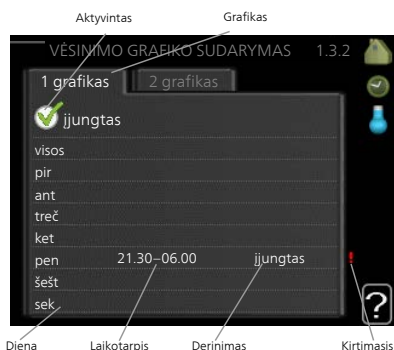 Aktyvintas Grafikas
VĖSINIMO GRAFIKO SUDARYMAS 1.3.2
1 grafikas 2 grafikas
įjungtas
visos
pir
ant
treč
ket
pen 21.30–06.00 įjungtas !
šešt
sek
?
Diena Laikotarpis Derinimas Kirtimasis